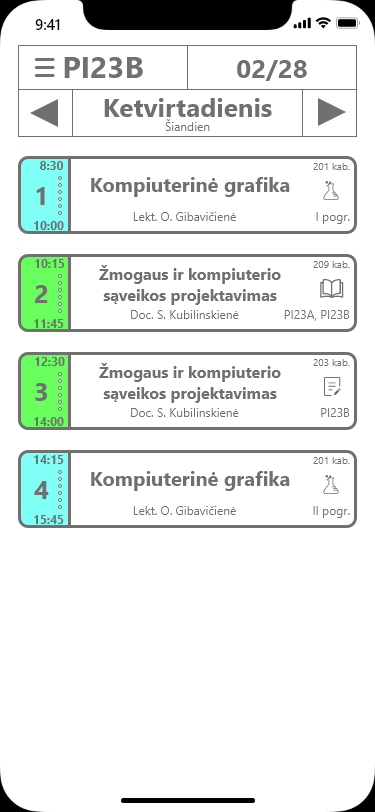 9:41
PI23B
02/28
Ketvirtadienis
Šiandien
8:30
1
10:00
Kompiuterinė grafika
Lekt. O. Gibavičienė
201 kab.
I pogr.
10:15
2
11:45
Žmogaus ir kompiuterio
sąveikos projektavimas
Doc. S. Kubilinskienė
209 kab.
PI23A, PI23B
12:30
3
14:00
Žmogaus ir kompiuterio
sąveikos projektavimas
Doc. S. Kubilinskienė
203 kab.
PI23B
14:15
4
15:45
Kompiuterinė grafika
Lekt. O. Gibavičienė
201 kab.
II pogr.